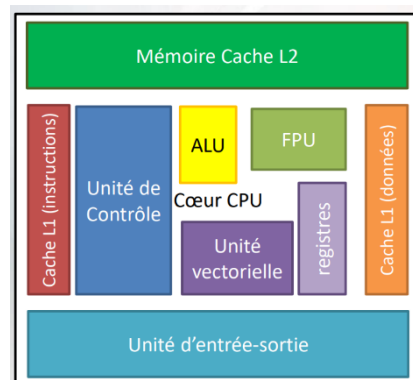 Mémoire Cache L2
Cache L1 (instructions)
Unité de
Contrôle
ALU
FPU
Cœur CPU
Unité
vectorielle
registres
Cache L1 (données)
Unité d'entrée-sortie